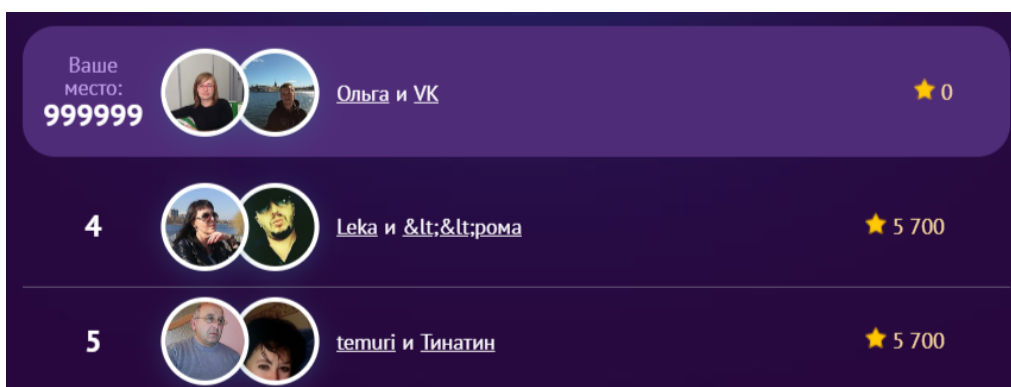 Ваше
место:
999999
Ольга и VK
0
4
Leka и &lt;&lt;рома
5 700
5
temuri и Тинатин
5 700